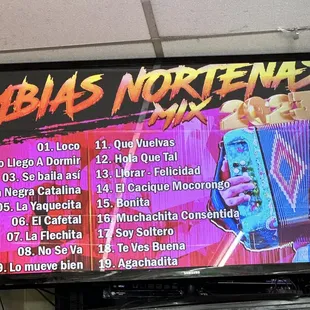 MBIAS NORTENAS
MIX
01. Loco
o Llego A Dormir
03. Se baila así
a Negra Catalina
05. La Yaquecita
06. El Cafetal
07. La Flechita
08. No Se Va
9. Lo mueve bien
11. Que Vuelvas
12. Hola Que Tal
13. Llorar - Felicidad
14. El Cacique Mocorongo
15. Bonita
16. Muchachita Consentida
17. Soy Soltero
18. Te Ves Buena
19. Agachadita